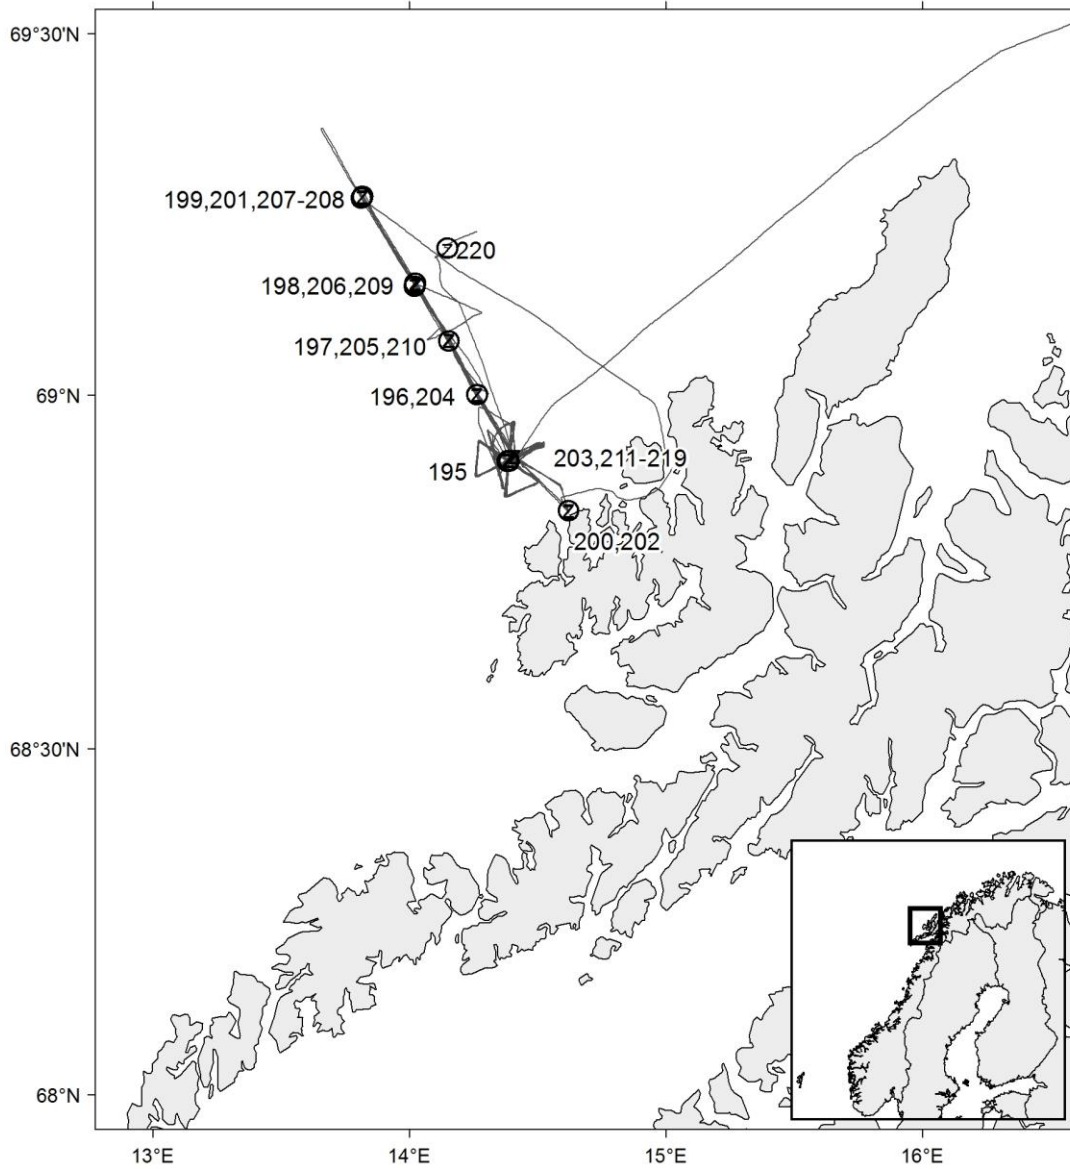 69°30'N
199,201,207-208
Z
Z
220
198,206,209
Z
197,205,210
Z
69°N
196,204
Z
195
Z
203,211-219
Z
200,202
68°30'N
68°N
13°E
14°E
15°E
16°E